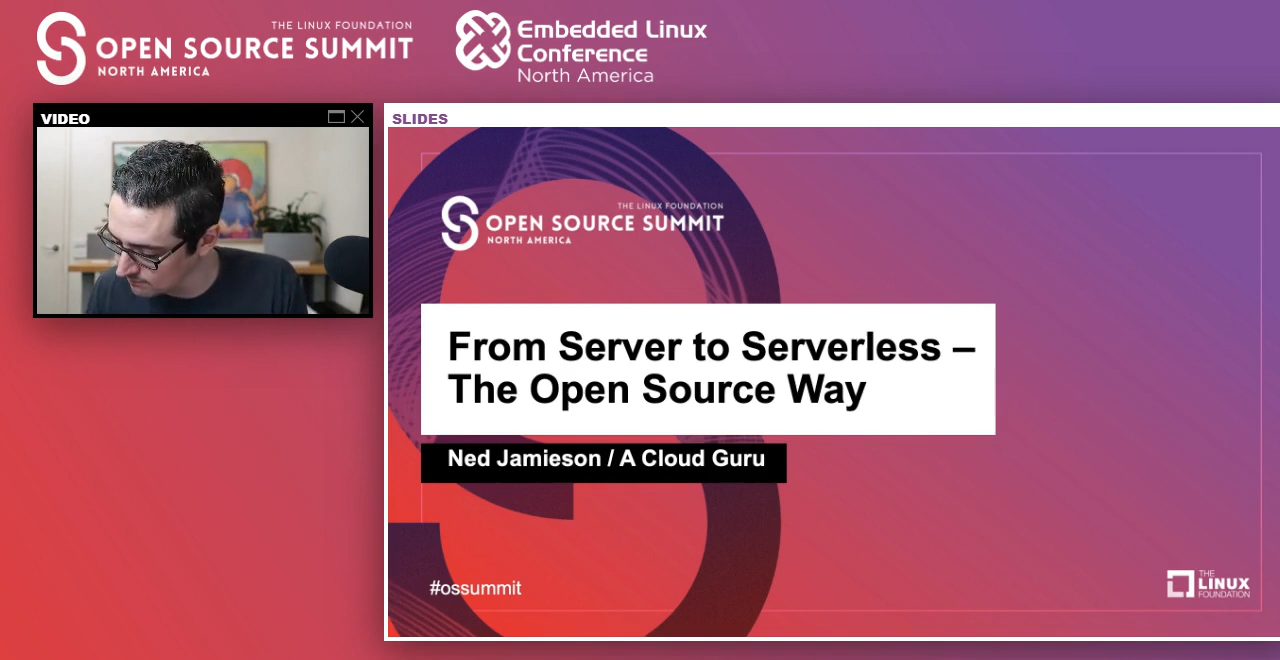 THE LINUX FOUNDATION
OPEN SOURCE SUMMIT
NORTH AMERICA
Embedded Linux
Conference
North America
VIDEO
SLIDES
THE LINUX FOUNDATION
OPEN SOURCE SUMMIT
NORTH AMERICA
From Server to Serverless –
The Open Source Way
Ned Jamieson / A Cloud Guru
#ossummit
THE
LINUX
FOUNDATION